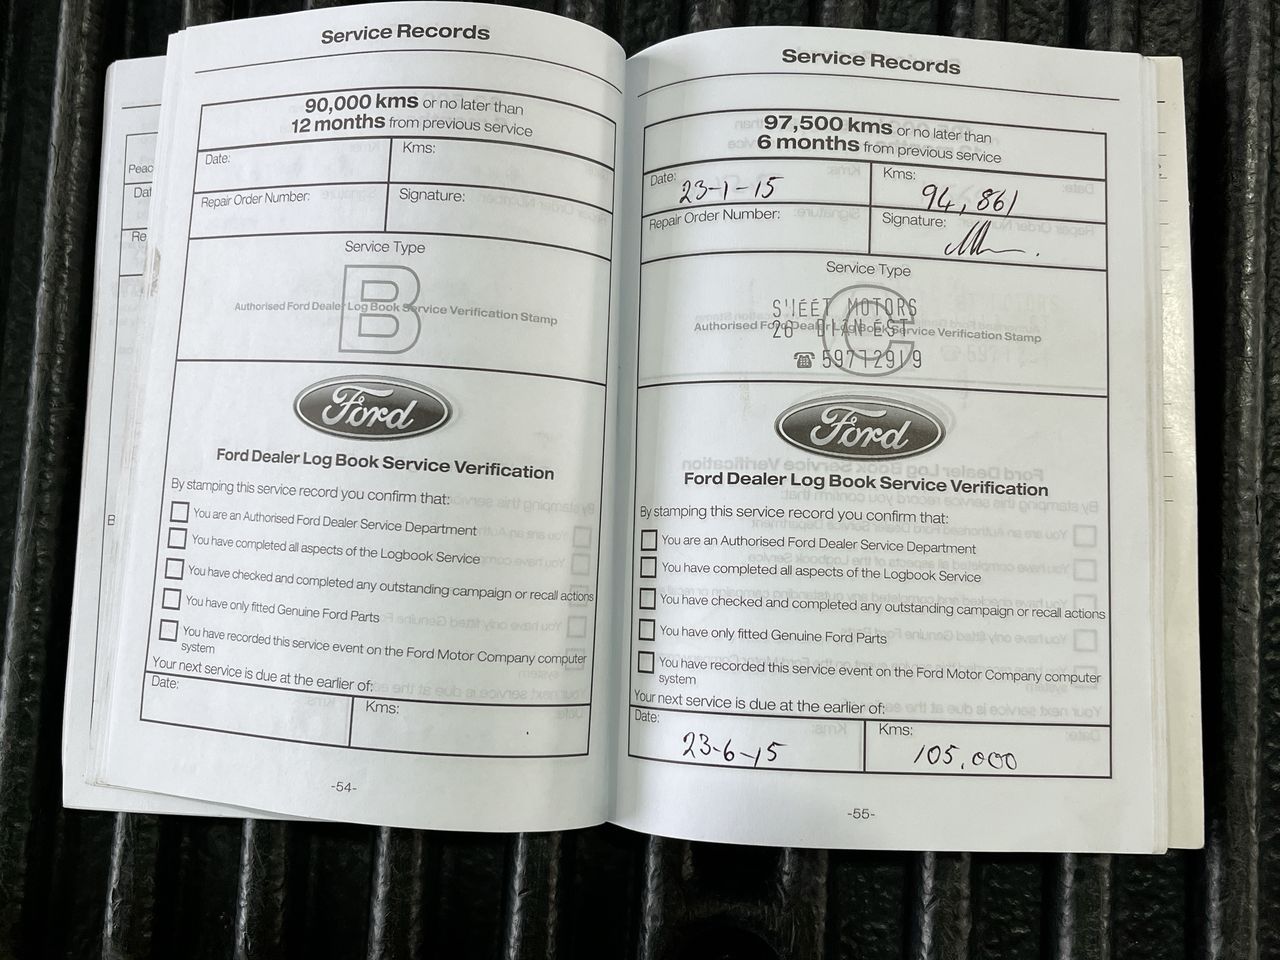 Service Records
90,000 kms or no later than
12 months from previous service
Date:
Kms:
Repair Order Number:
Signature:
Service Type
B
Authorised Ford Dealer Log Book Service Verification Stamp
Ford
Ford Dealer Log Book Service Verification
By stamping this service record you confirm that:
You are an Authorised Ford Dealer Service Department
You have completed all aspects of the Logbook Service
You have checked and completed any outstanding campaign or recall actions
You have only fitted Genuine Ford Parts
You have recorded this service event on the Ford Motor Company computer
system
Your next service is due at the earlier of:
Date:
Kms:
-54-
Service Records
97,500 kms or no later than
6 months from previous service
Date: 23-1-15
Kms: 94,861
Repair Order Number:
Signature:
Service Type
C
MOTORS
Authorised Ford Dealer Log Book Service Verification Stamp
26
59712919
Ford
Ford Dealer Log Book Service Verification
By stamping this service record you confirm that:
You are an Authorised Ford Dealer Service Department
You have completed all aspects of the Logbook Service
You have checked and completed any outstanding campaign or recall actions
You have only fitted Genuine Ford Parts
You have recorded this service event on the Ford Motor Company computer
system
Your next service is due at the earlier of:
Date: 23-6-15
Kms: 105,000
-55-